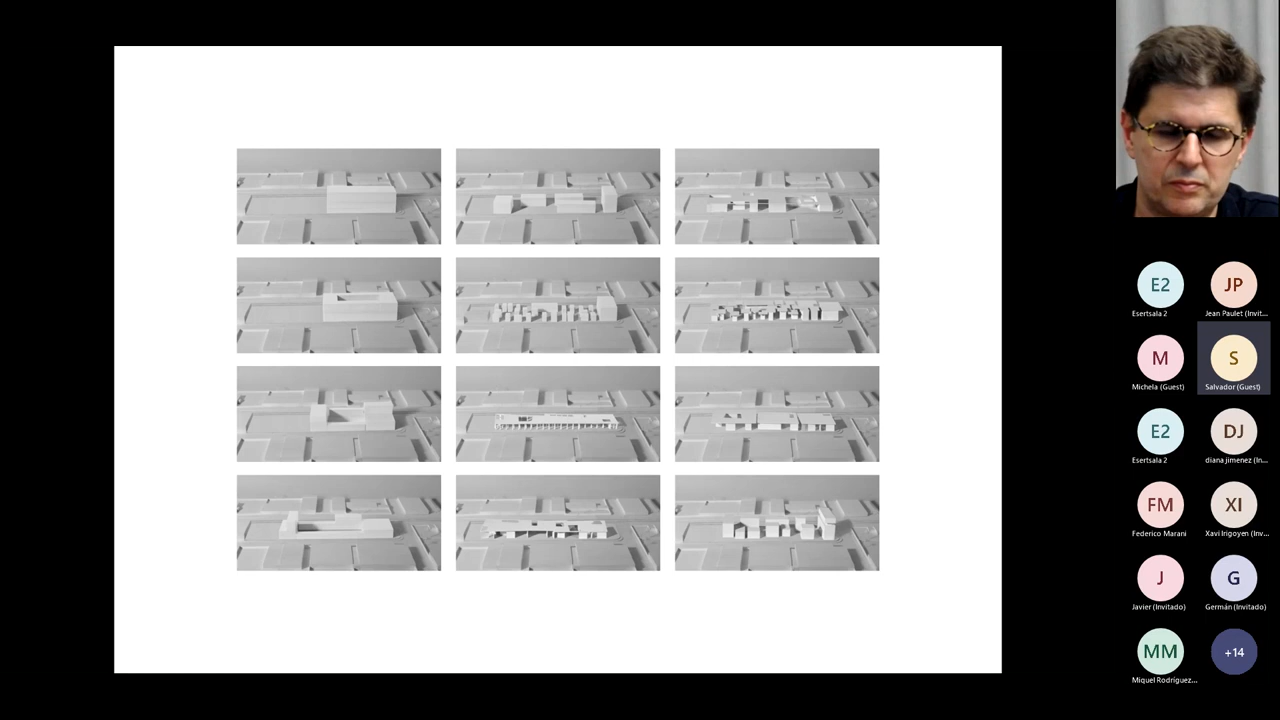 E2
JP
Esertsala 2
Jean Paulet (Invit...
M
S
Michela (Guest)
Salvador (Guest)
E2
DJ
Esertsala 2
diana jimenez (In...
FM
XI
Federico Marani
Xavi Irigoyen (Inv...
J
G
Javier (Invitado)
Germán (Invitado)
MM
+14
Miquel Rodríguez...